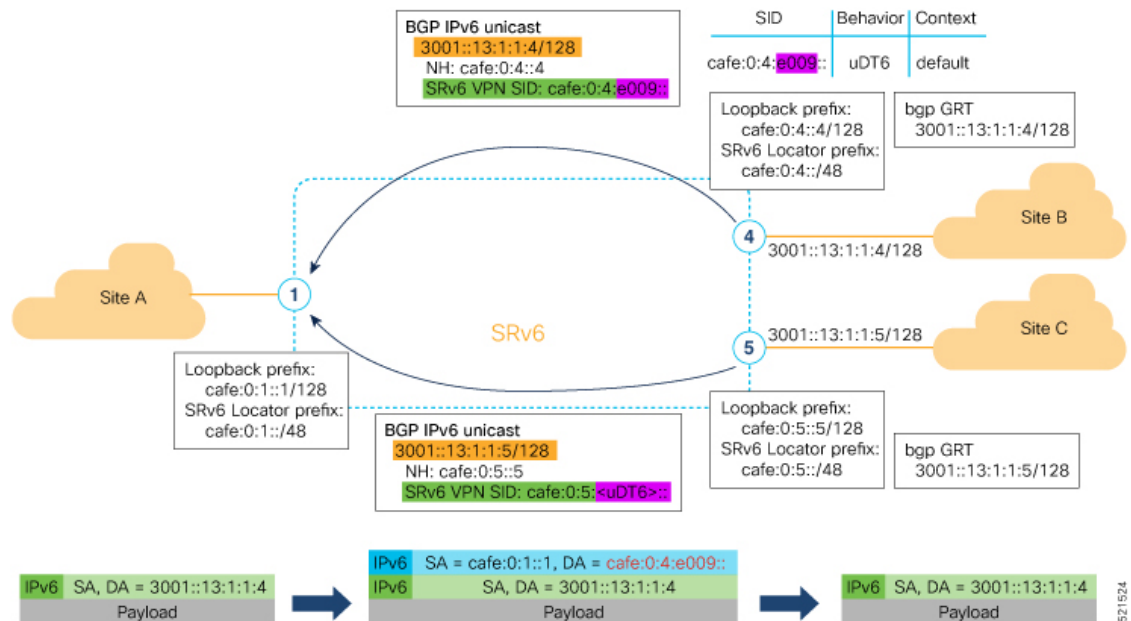 BGP IPv6 unicast
3001::13:1:1:4/128
NH: cafe:0:4::4
SRv6 VPN SID: cafe:0:4:e009::
SID Behavior Context
cafe:0:4:e009:: uDT6 default
Loopback prefix:
cafe:0:4::4/128
SRv6 Locator prefix:
cafe:0:4::/48
bgp GRT
3001::13:1:1:4/128
Site A
1
SRv6
4
3001::13:1:1:4/128
Site B
5
3001::13:1:1:5/128
Site C
Loopback prefix:
cafe:0:1::1/128
SRv6 Locator prefix:
cafe:0:1::/48
BGP IPv6 unicast
3001::13:1:1:5/128
NH: cafe:0:5::5
SRv6 VPN SID: cafe:0:5:<uDT6>::
Loopback prefix:
cafe:0:5::5/128
SRv6 Locator prefix:
cafe:0:5::/48
bgp GRT
3001::13:1:1:5/128
IPv6 SA, DA = 3001::13:1:1:4
Payload
IPv6 SA = cafe:0:1::1, DA = cafe:0:4:e009::
IPv6 SA, DA = 3001::13:1:1:4
Payload
IPv6 SA, DA = 3001::13:1:1:4
Payload
521524